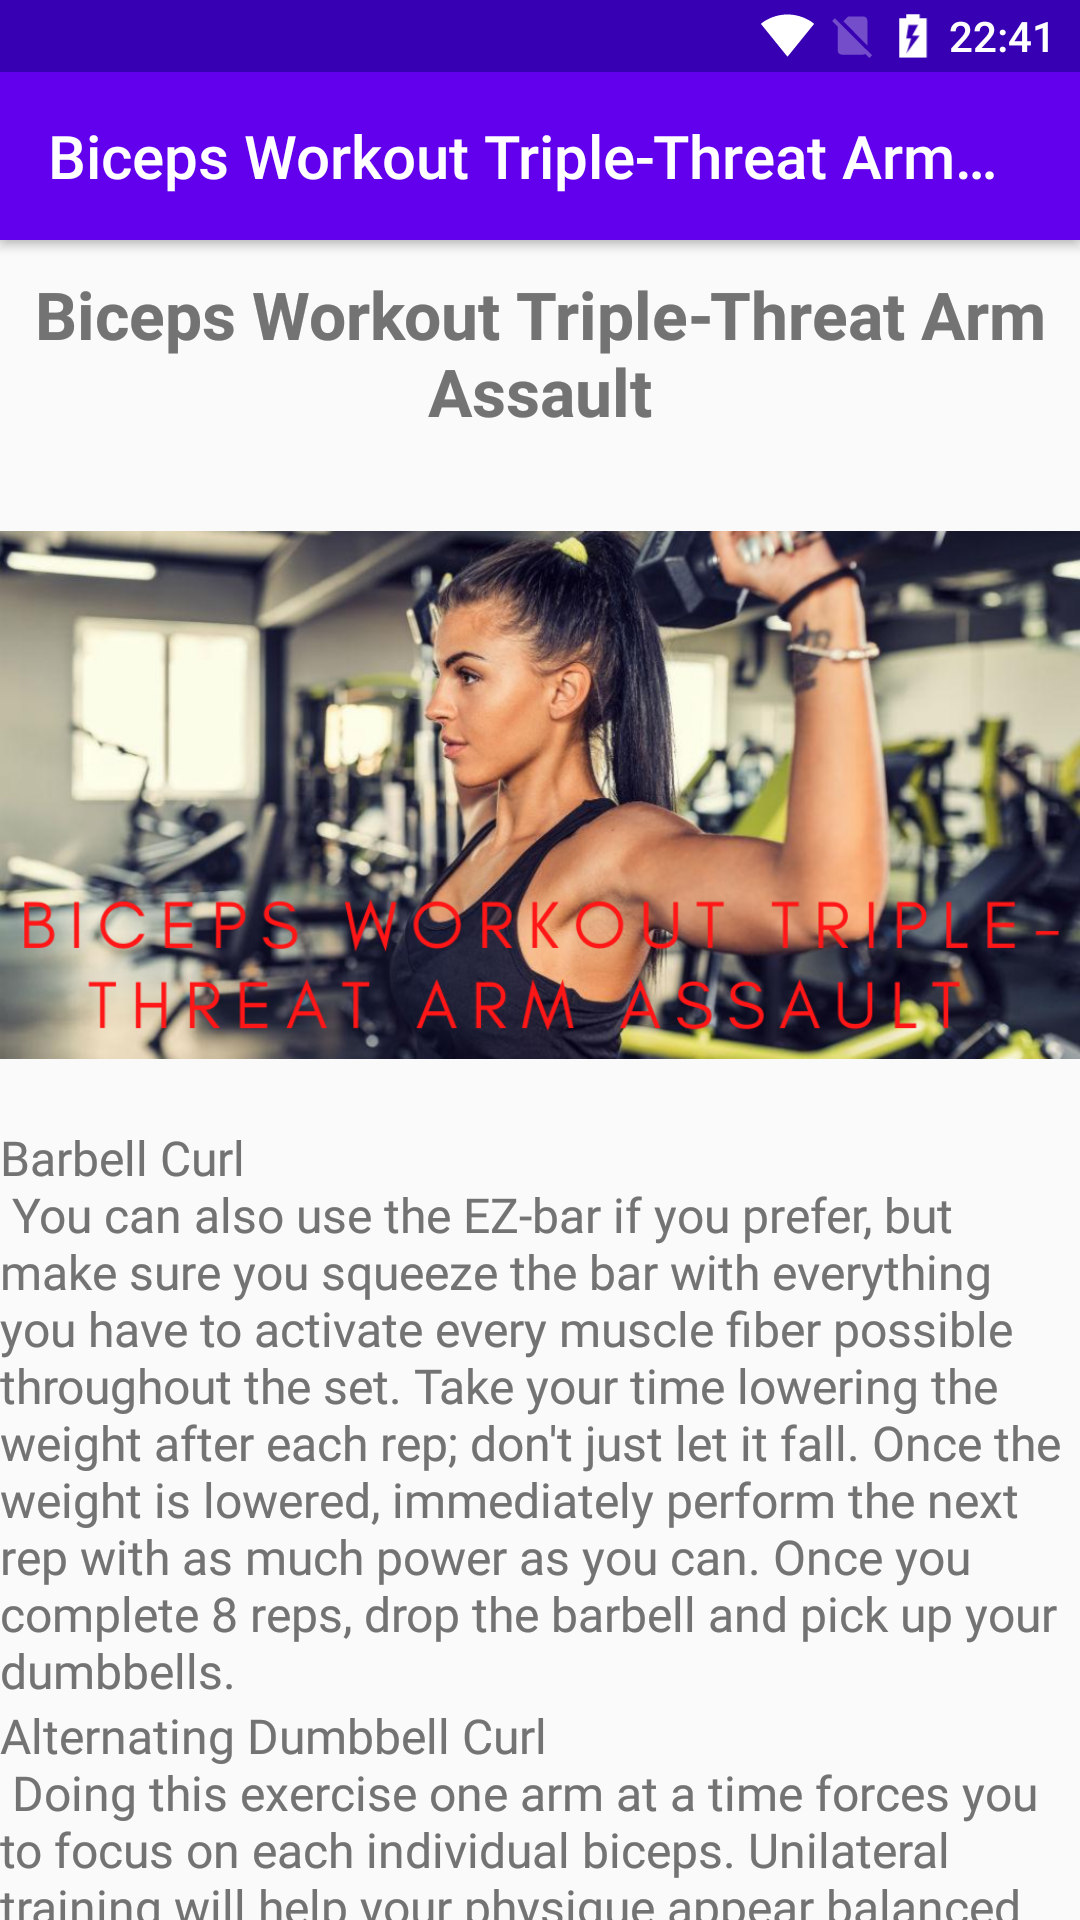 22:41
Biceps Workout Triple-Threat Arm...
Biceps Workout Triple-Threat Arm
Assault
BICEPS WORKOUT TRIPLE-
THREAT ARM ASSAULT
Barbell Curl
You can also use the EZ-bar if you prefer, but
make sure you squeeze the bar with everything
you have to activate every muscle fiber possible
throughout the set. Take your time lowering the
weight after each rep; don't just let it fall. Once the
weight is lowered, immediately perform the next
rep with as much power as you can. Once you
complete 8 reps, drop the barbell and pick up your
dumbbells.
Alternating Dumbbell Curl
Doing this exercise one arm at a time forces you
to focus on each individual biceps. Unilateral
training will help your physique appear balanced